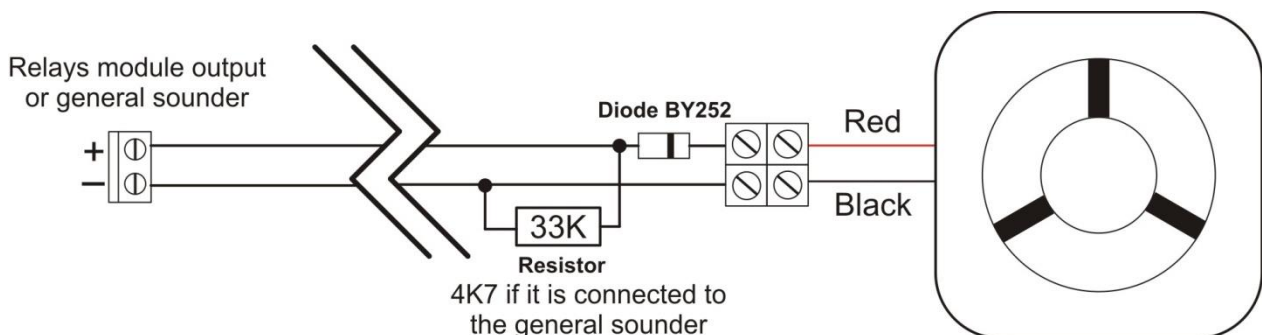 Relays module output
or general sounder
+
−
Diode BY252
Red
Black
33K
Resistor
4K7 if it is connected to
the general sounder